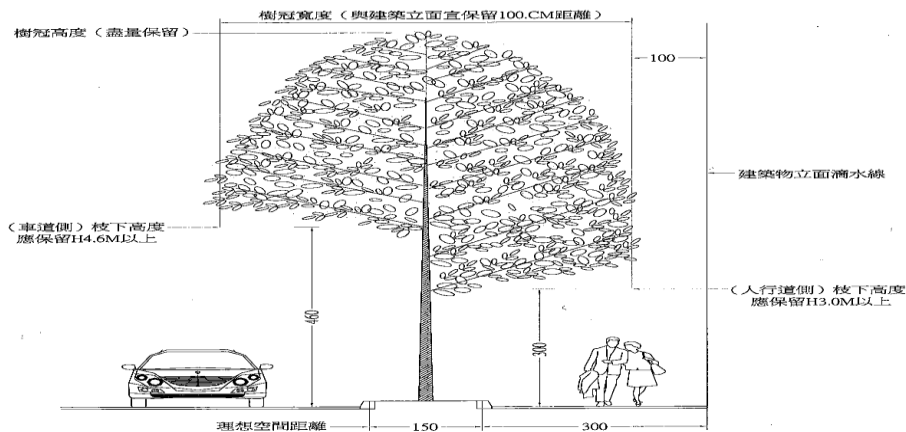 樹冠寬度（與建築立面宜保留100.CM距離）
樹冠高度（盡量保留）
100
建築物立面滴水線
（車道側）枝下高度
應保留H4.6M以上
（人行道側）枝下高度
應保留H3.0M以上
460
300
理想空間距離
150
300